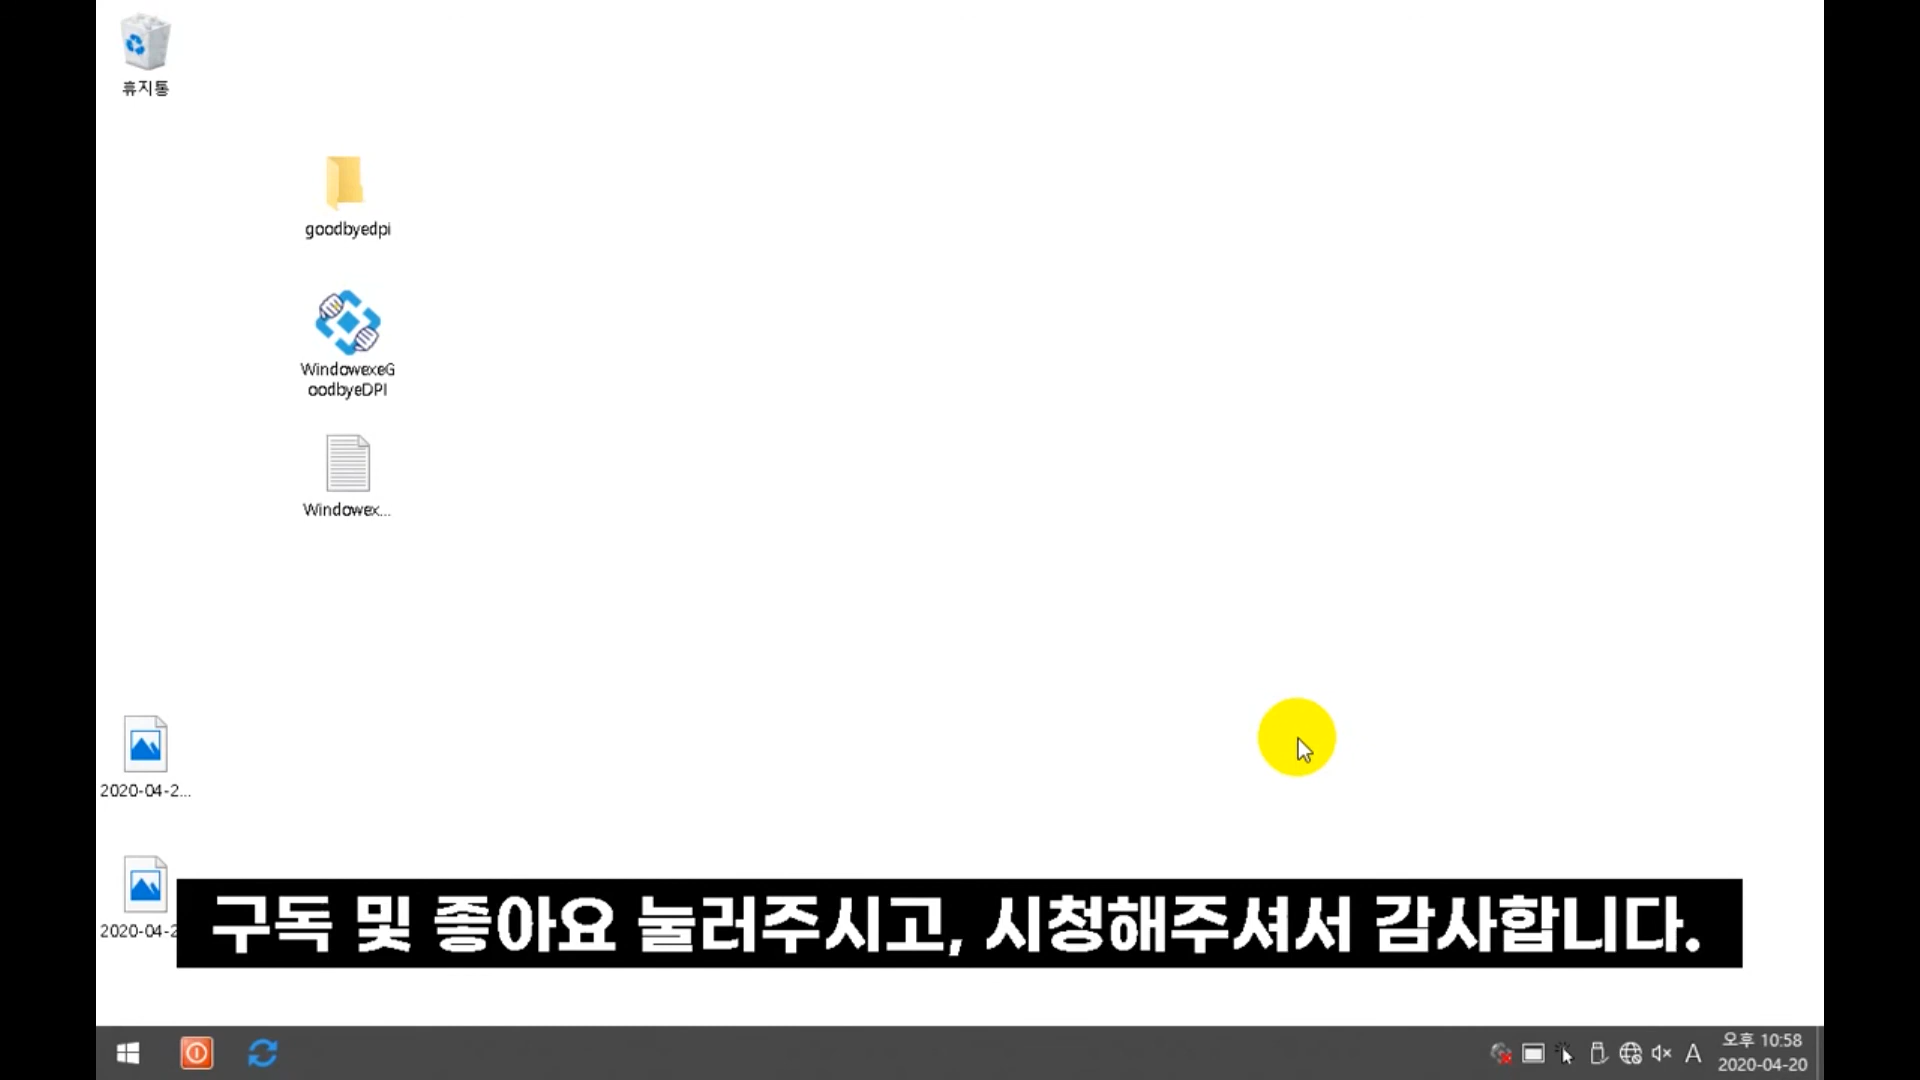 휴지통
goodbyedpi
WindowexeG
oodbyeDPI
Windowex...
2020-04-2...
2020-04-2
구독 및 좋아요 눌러주시고, 시청해주셔서 감사합니다.
A
오후 10:58
2020-04-20